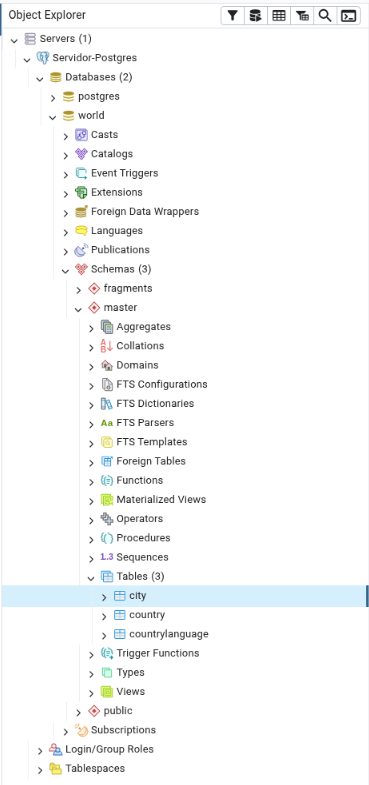 Object Explorer
Servers (1)
Servidor-Postgres
Databases (2)
postgres
world
Casts
Catalogs
Event Triggers
Extensions
Foreign Data Wrappers
Languages
Publications
Schemas (3)
fragments
master
Aggregates
Collations
Domains
FTS Configurations
FTS Dictionaries
Aa FTS Parsers
FTS Templates
Foreign Tables
Functions
Materialized Views
Operators
Procedures
1.3 Sequences
Tables (3)
city
country
countrylanguage
Trigger Functions
Types
Views
public
Subscriptions
Login/Group Roles
Tablespaces